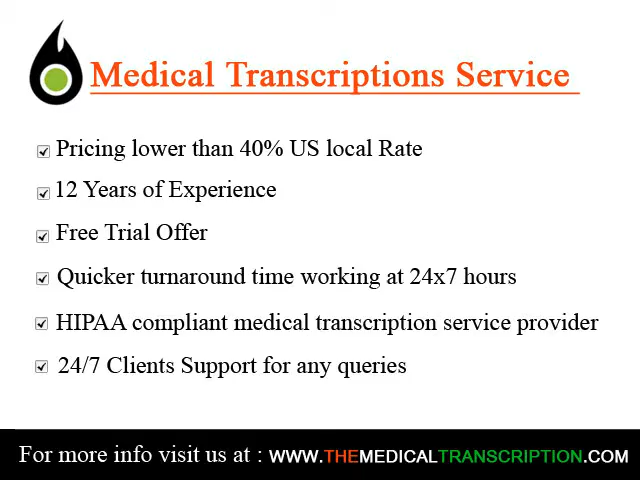 Medical Transcriptions Service
Pricing lower than 40% US local Rate
12 Years of Experience
Free Trial Offer
Quicker turnaround time working at 24x7 hours
HIPAA compliant medical transcription service provider
24/7 Clients Support for any queries
For more info visit us at : WWW.THEMEDICALTRANSCRIPTION.COM